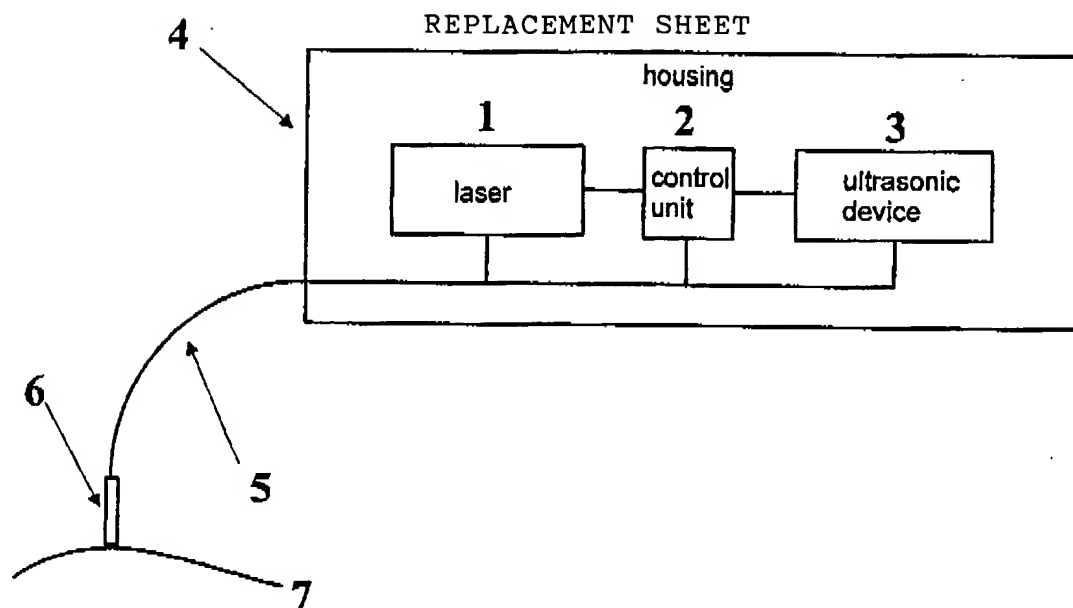 REPLACEMENT SHEET
4
housing
1
2
3
laser
control
unit
ultrasonic
device
6
5
7